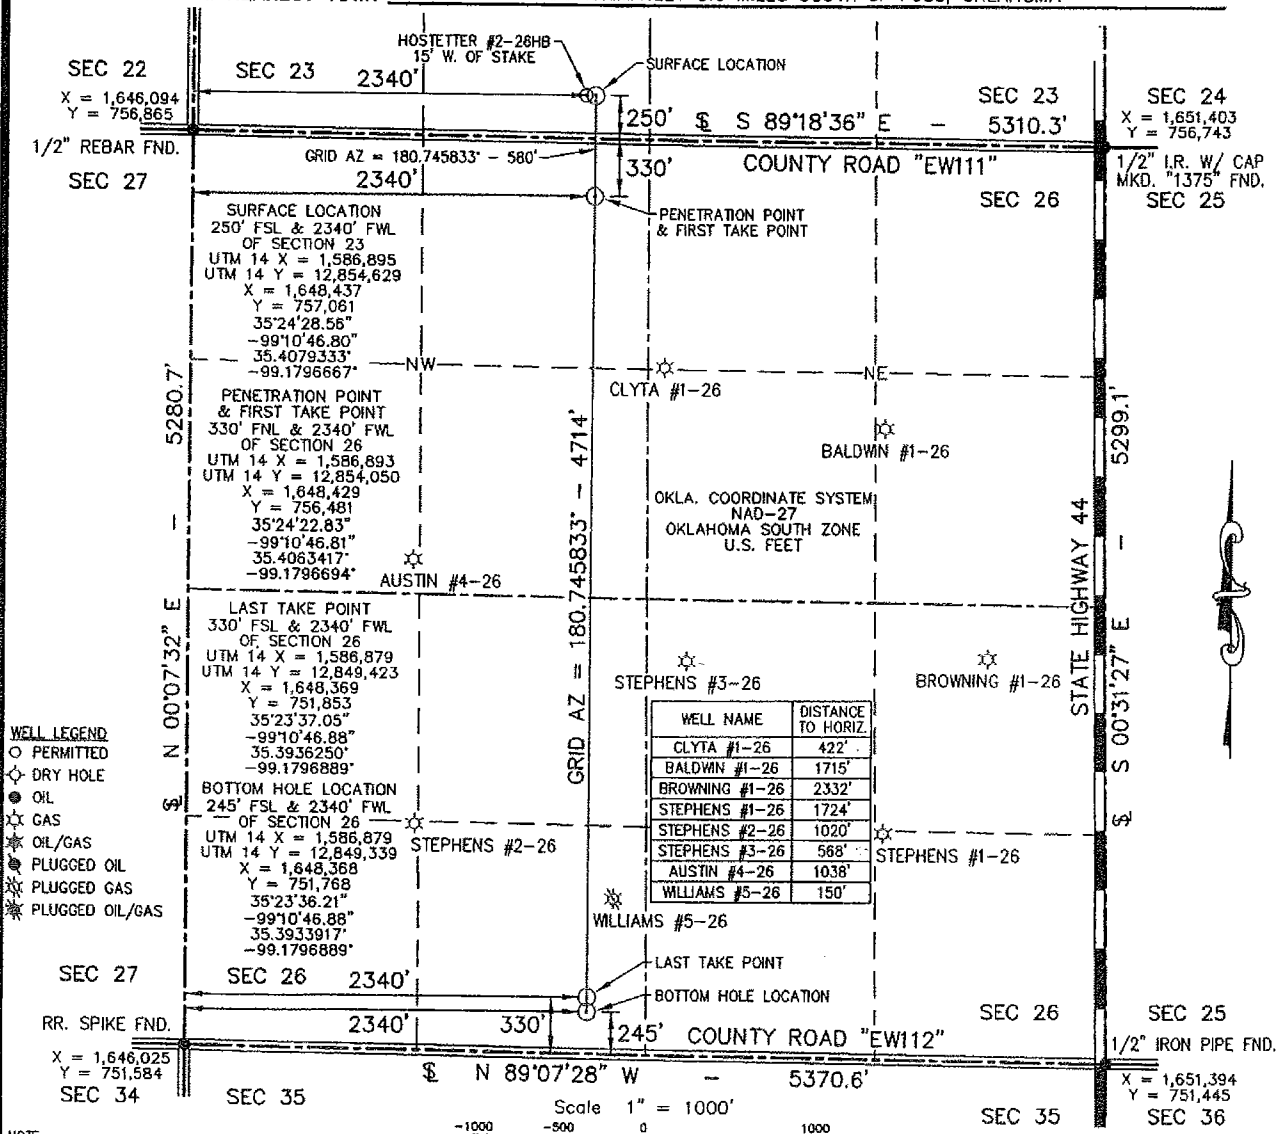 HOSTETTER #2-26HB
15' W. OF STAKE
SURFACE LOCATION
SEC 22
SEC 23
2340'
SEC 23
SEC 24
X = 1,646,094
Y = 756,865
250'
S 89°18'36" E - 5310.3'
X = 1,651,403
Y = 756,743
1/2" REBAR FND.
GRID AZ = 180.745833° - 580'
330'
COUNTY ROAD "EW111"
1/2" I.R. W/ CAP
MKD. "1375" FND.
SEC 27
2340'
SEC 26
SEC 25
PENETRATION POINT
& FIRST TAKE POINT
SURFACE LOCATION
250' FSL & 2340' FWL
OF SECTION 23
UTM 14 X = 1,586,895
UTM 14 Y = 12,854,629
X = 1,648,437
Y = 757,061
35°24'28.56"
-99°10'46.80"
35.4079333°
-99.1796667°
NW
NE
CLYTA #1-26
PENETRATION POINT
& FIRST TAKE POINT
330' FNL & 2340' FWL
OF SECTION 26
UTM 14 X = 1,586,893
UTM 14 Y = 12,854,050
X = 1,648,429
Y = 756,481
35°24'22.83"
-99°10'46.81"
35.4063417°
-99.1796694°
5280.7'
5299.1'
BALDWIN #1-26
OKLA. COORDINATE SYSTEM
NAD-27
OKLAHOMA SOUTH ZONE
U.S. FEET
GRID AZ = 180.745833° - 4714'
AUSTIN #4-26
STATE HIGHWAY 44
LAST TAKE POINT
330' FSL & 2340' FWL
OF SECTION 26
UTM 14 X = 1,586,879
UTM 14 Y = 12,849,423
X = 1,648,369
Y = 751,853
35°23'37.05"
-99°10'46.88"
35.3936250°
-99.1796889°
N 00°07'32" E
S 00°31'27" E
STEPHENS #3-26
BROWNING #1-26
WELL NAME DISTANCE TO HORIZ.
CLYTA #1-26 422'
BALDWIN #1-26 1715'
BROWNING #1-26 2332'
STEPHENS #1-26 1724'
STEPHENS #2-26 1020'
STEPHENS #3-26 568'
AUSTIN #4-26 1038'
WILLIAMS #5-26 150'
WELL LEGEND
PERMITTED
DRY HOLE
OIL
GAS
OIL/GAS
PLUGGED OIL
PLUGGED GAS
PLUGGED OIL/GAS
BOTTOM HOLE LOCATION
245' FSL & 2340' FWL
OF SECTION 26
UTM 14 X = 1,586,879
UTM 14 Y = 12,849,339
X = 1,648,368
Y = 751,768
35°23'36.21"
-99°10'46.88"
35.3933917°
-99.1796889°
STEPHENS #2-26
STEPHENS #1-26
WILLIAMS #5-26
SEC 27
SEC 26
2340'
LAST TAKE POINT
BOTTOM HOLE LOCATION
SEC 26
SEC 25
RR. SPIKE FND.
2340'
330'
245'
COUNTY ROAD "EW112"
1/2" IRON PIPE FND.
X = 1,646,025
Y = 751,584
N 89°07'28" W - 5370.6'
X = 1,651,394
Y = 751,445
SEC 34
SEC 35
Scale 1" = 1000'
SEC 35
SEC 36
-1000 -500 0 1000